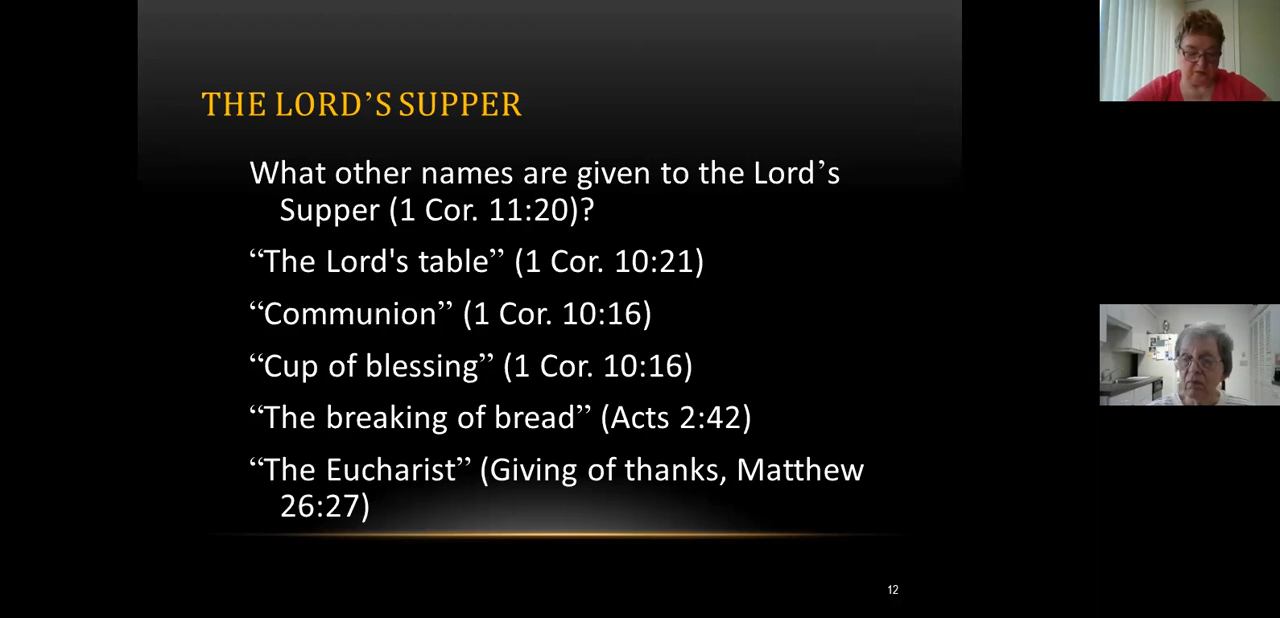 THE LORD’S SUPPER
What other names are given to the Lord’s
Supper (1 Cor. 11:20)?
“The Lord's table” (1 Cor. 10:21)
“Communion” (1 Cor. 10:16)
“Cup of blessing” (1 Cor. 10:16)
“The breaking of bread” (Acts 2:42)
“The Eucharist” (Giving of thanks, Matthew
26:27)
12